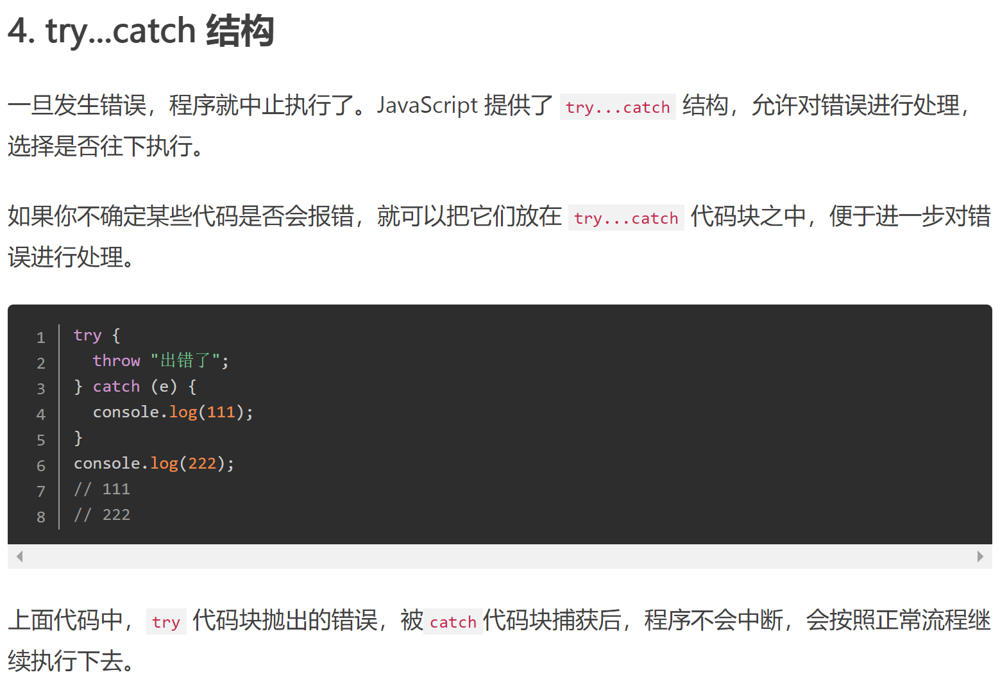 4. try...catch 结构
一旦发生错误，程序就中止执行了。JavaScript 提供了 try...catch 结构，允许对错误进行处理，
选择是否往下执行。
如果你不确定某些代码是否会报错，就可以把它们放在 try...catch 代码块之中，便于进一步对错
误进行处理。
1 try {
2   throw "出错了";
3 } catch (e) {
4   console.log(111);
5 }
6 console.log(222);
7 // 111
8 // 222
上面代码中， try 代码块抛出的错误，被catch代码块捕获后，程序不会中断，会按照正常流程继
续执行下去。